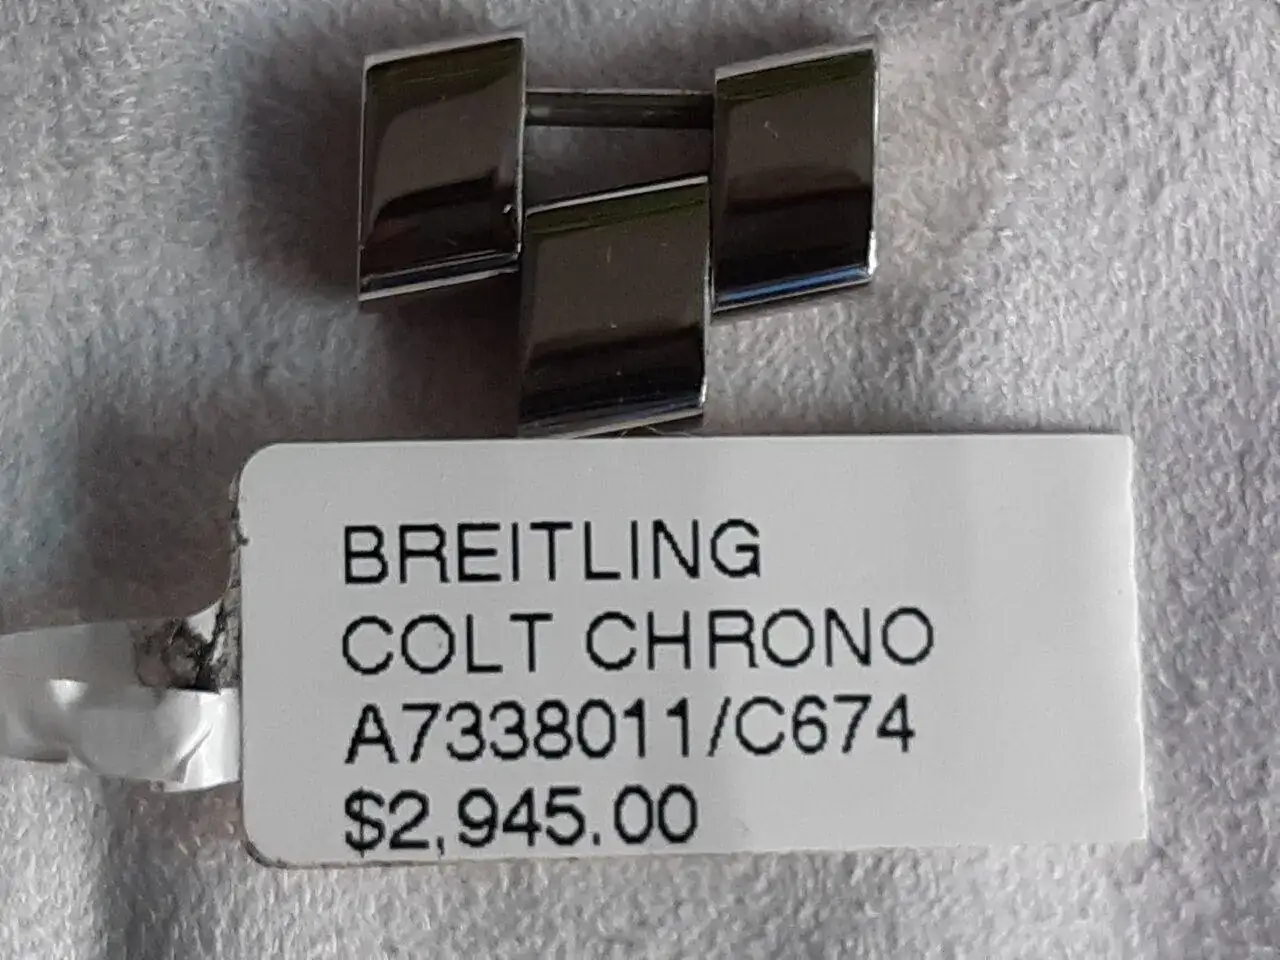 BREITLING
COLT CHRONO
A7338011/C674
$2,945.00